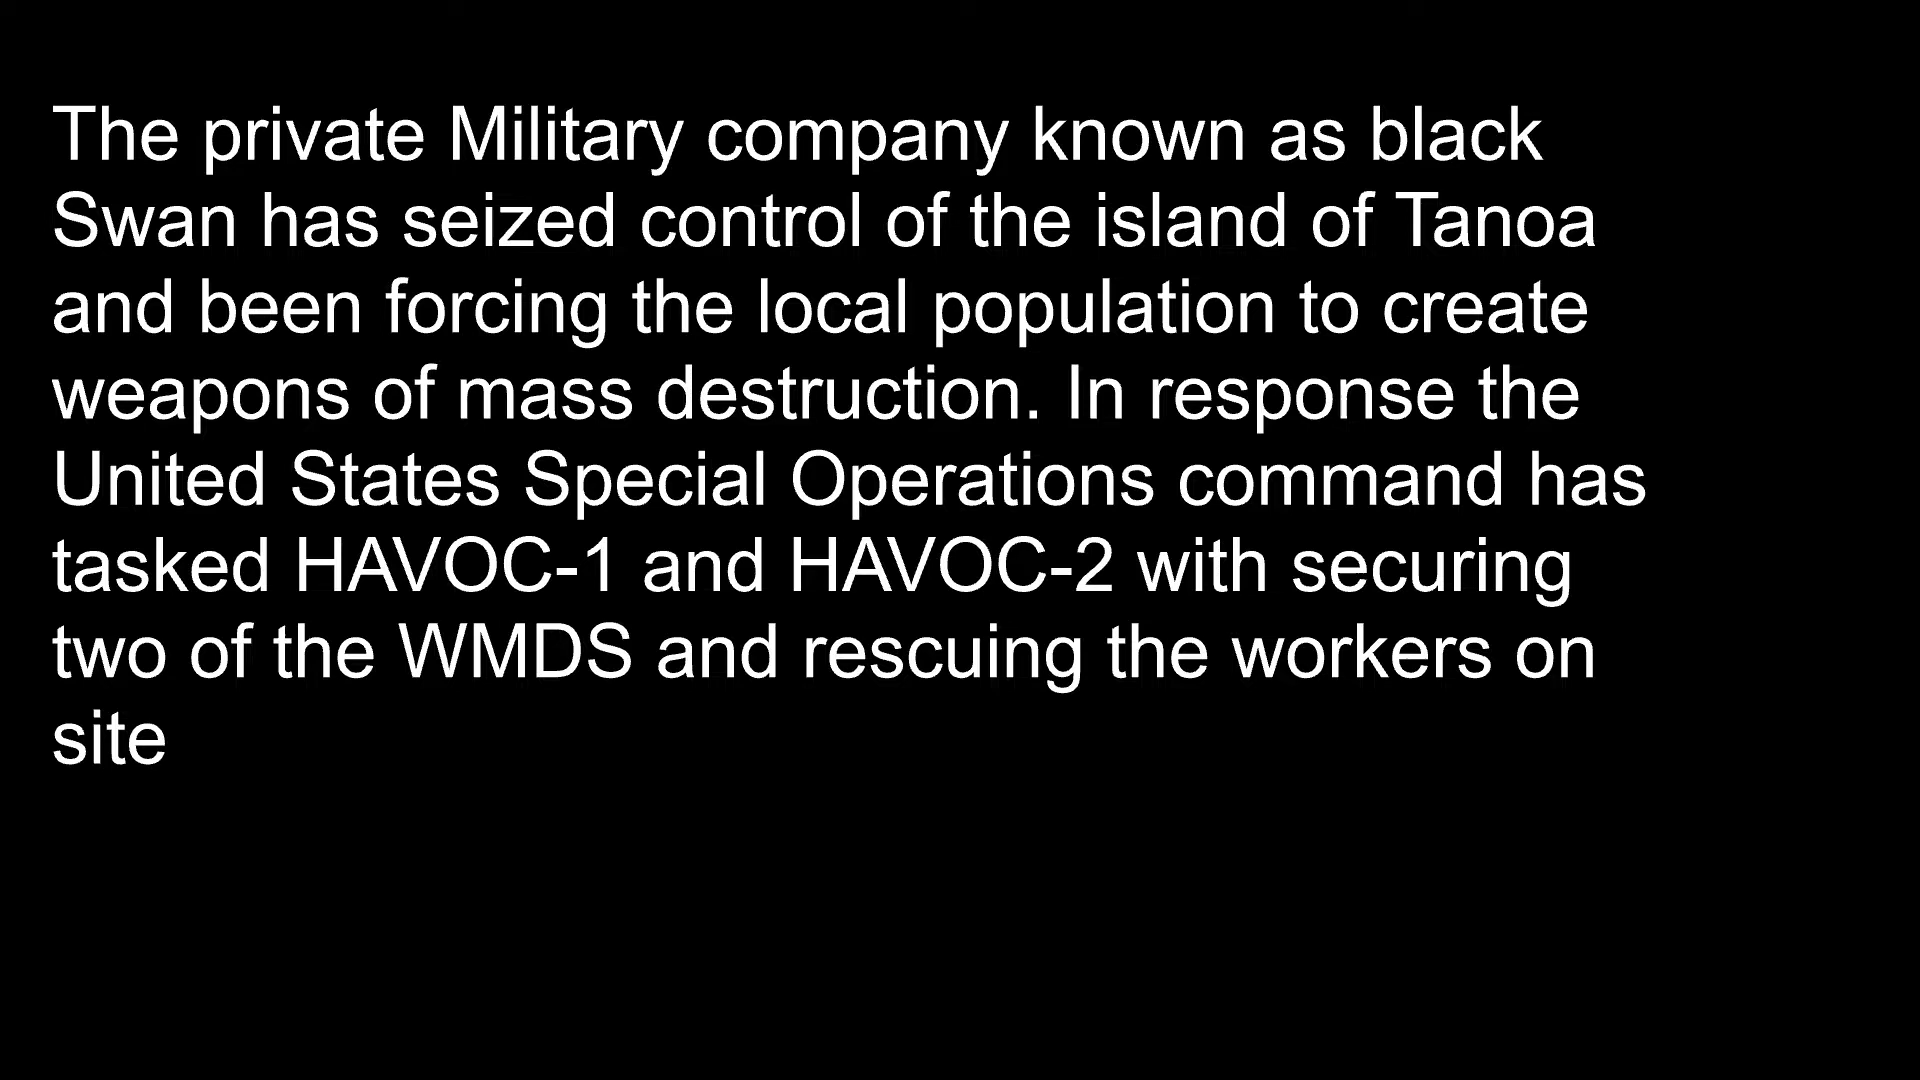 The private Military company known as black
Swan has seized control of the island of Tanoa
and been forcing the local population to create
weapons of mass destruction. In response the
United States Special Operations command has
tasked HAVOC-1 and HAVOC-2 with securing
two of the WMDS and rescuing the workers on
site